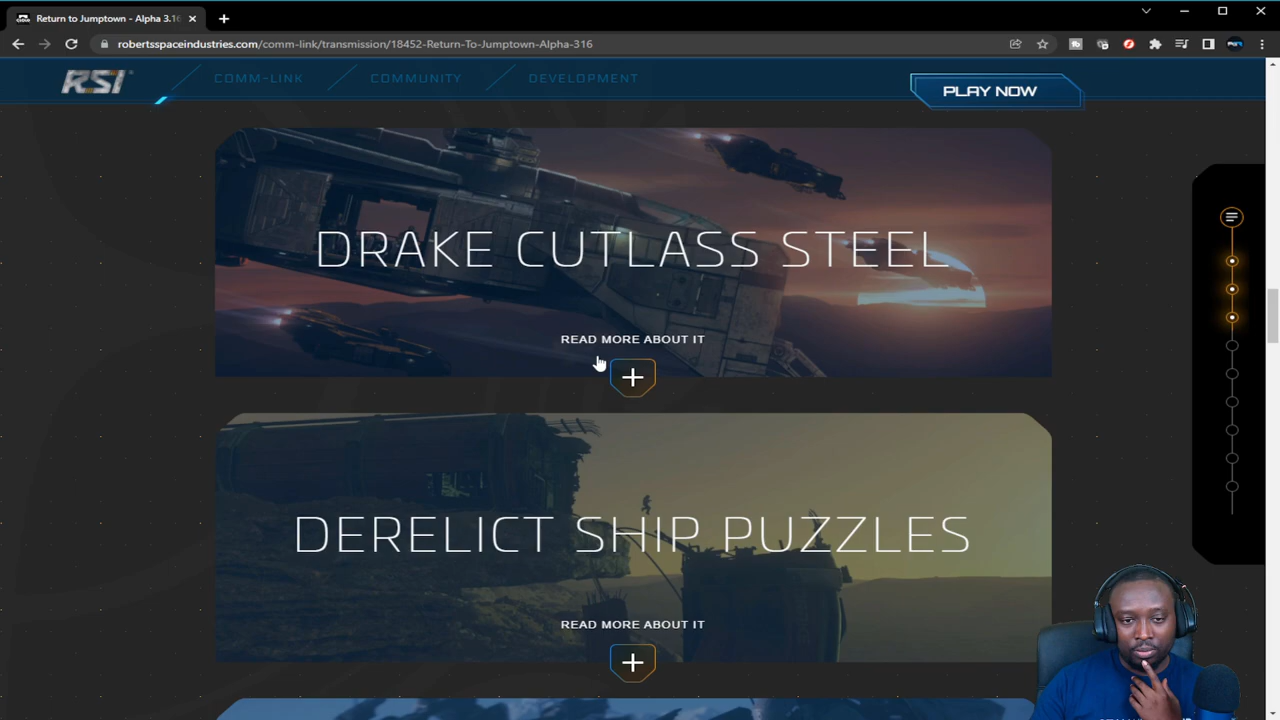 Return to Jumptown - Alpha 3.16
robertsspaceindustries.com/comm-link/transmission/18452-Return-To-Jumptown-Alpha-316
RSI
COMM-LINK
COMMUNITY
DEVELOPMENT
PLAY NOW
DRAKE CUTLASS STEEL
READ MORE ABOUT IT
DERELICT SHIP PUZZLES
READ MORE ABOUT IT